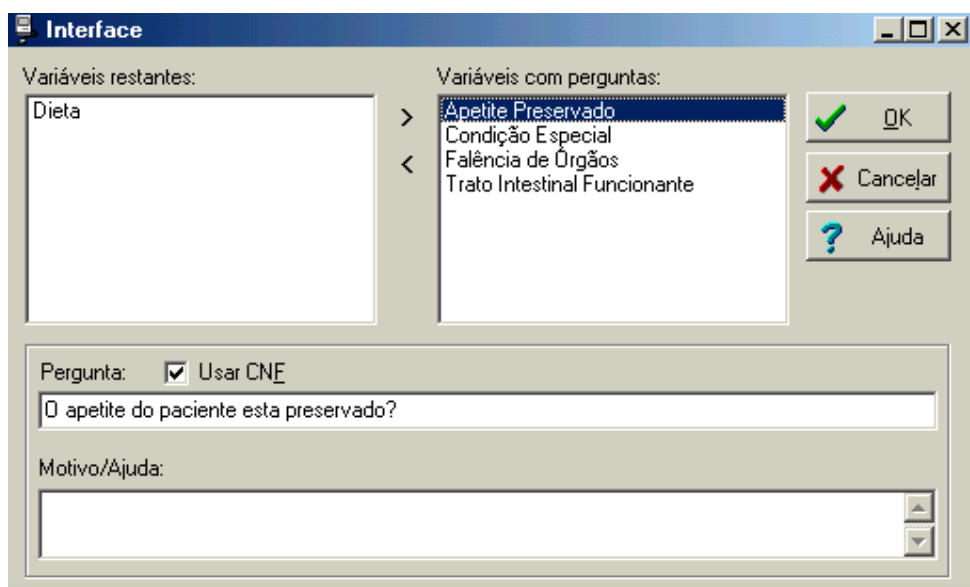 Interface
Variáveis restantes:
Dieta
>
<
Variáveis com perguntas:
Apetite Preservado
Condição Especial
Falência de Órgãos
Trato Intestinal Funcionante
OK
Cancelar
Ajuda
Pergunta: Usar CNF
O apetite do paciente esta preservado?
Motivo/Ajuda: